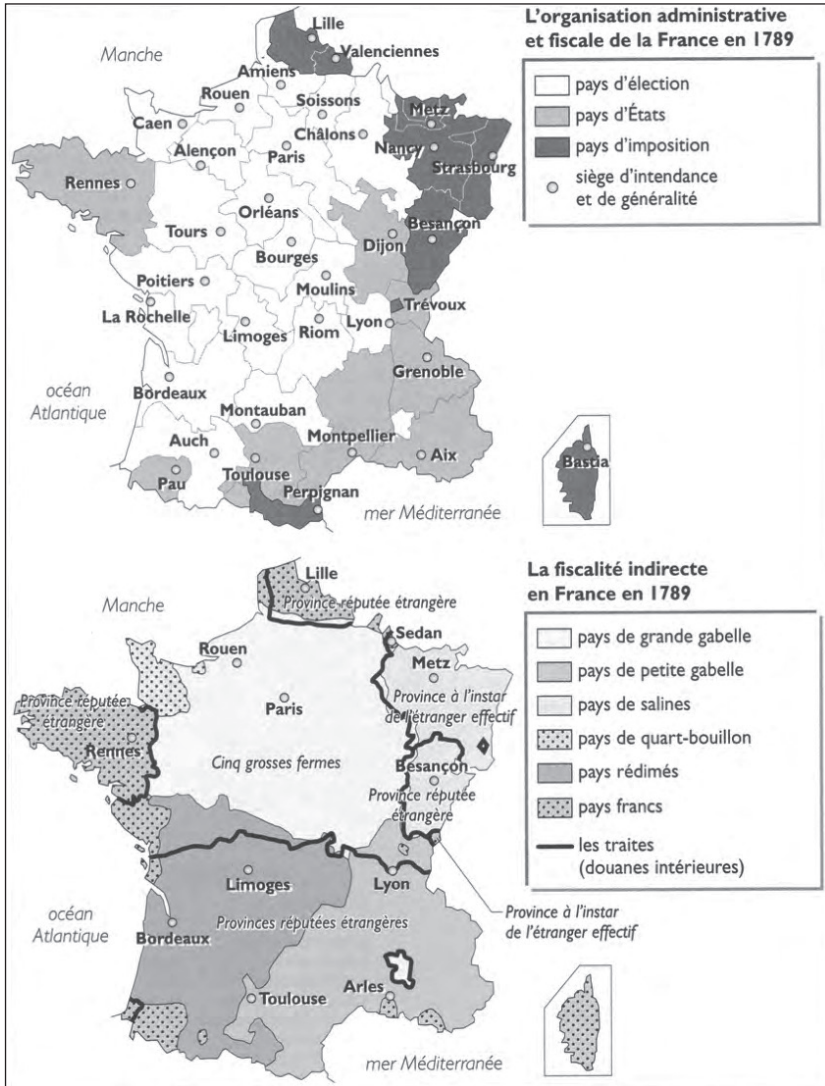 L'organisation administrative
et fiscale de la France en 1789
pays d'élection
pays d'États
pays d'imposition
siège d'intendance
et de généralité
Manche
Lille
Valenciennes
Amiens
Rouen
Soissons
Caen
Châlons
Metz
Alençon
Paris
Nancy
Strasbourg
Rennes
Orléans
Besançon
Tours
Dijon
Bourges
Poitiers
Moulins
La Rochelle
Trévoux
Limoges
Riom
Lyon
Grenoble
océan
Atlantique
Bordeaux
Montauban
Auch
Montpellier
Toulouse
Aix
Pau
Perpignan
mer Méditerranée
Bastia
La fiscalité indirecte
en France en 1789
pays de grande gabelle
pays de petite gabelle
pays de salines
pays de quart-bouillon
pays rédimés
pays francs
les traites
(douanes intérieures)
Manche
Lille
Province réputée étrangère
Sedan
Rouen
Metz
Paris
Province à l'instar
de l'étranger effectif
Province réputée
étrangère
Rennes
Cinq grosses fermes
Besançon
Province réputée
étrangère
Limoges
Lyon
océan
Atlantique
Bordeaux
Provinces réputées étrangères
Province à l'instar
de l'étranger effectif
Toulouse
Arles
mer Méditerranée